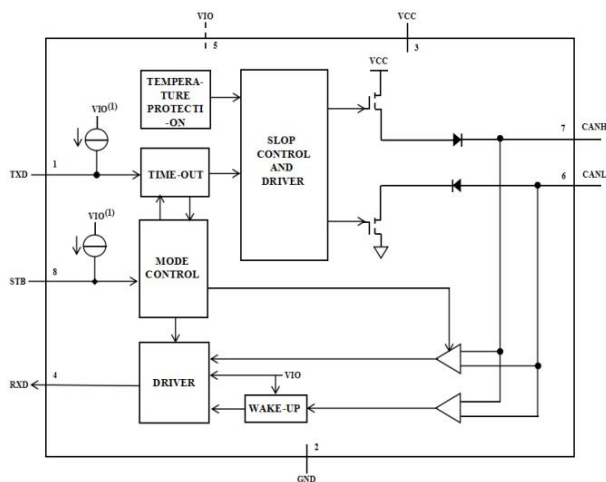 VIO
VCC
5
3
TEMPERA-
TURE
PROTECTI
-ON
VCC
SLOP
CONTROL
AND
DRIVER
VIO(1)
7
CANH
TXD
1
TIME-OUT
6
CANL
VIO(1)
MODE
CONTROL
STB
8
RXD
4
DRIVER
VIO
WAKE-UP
2
GND